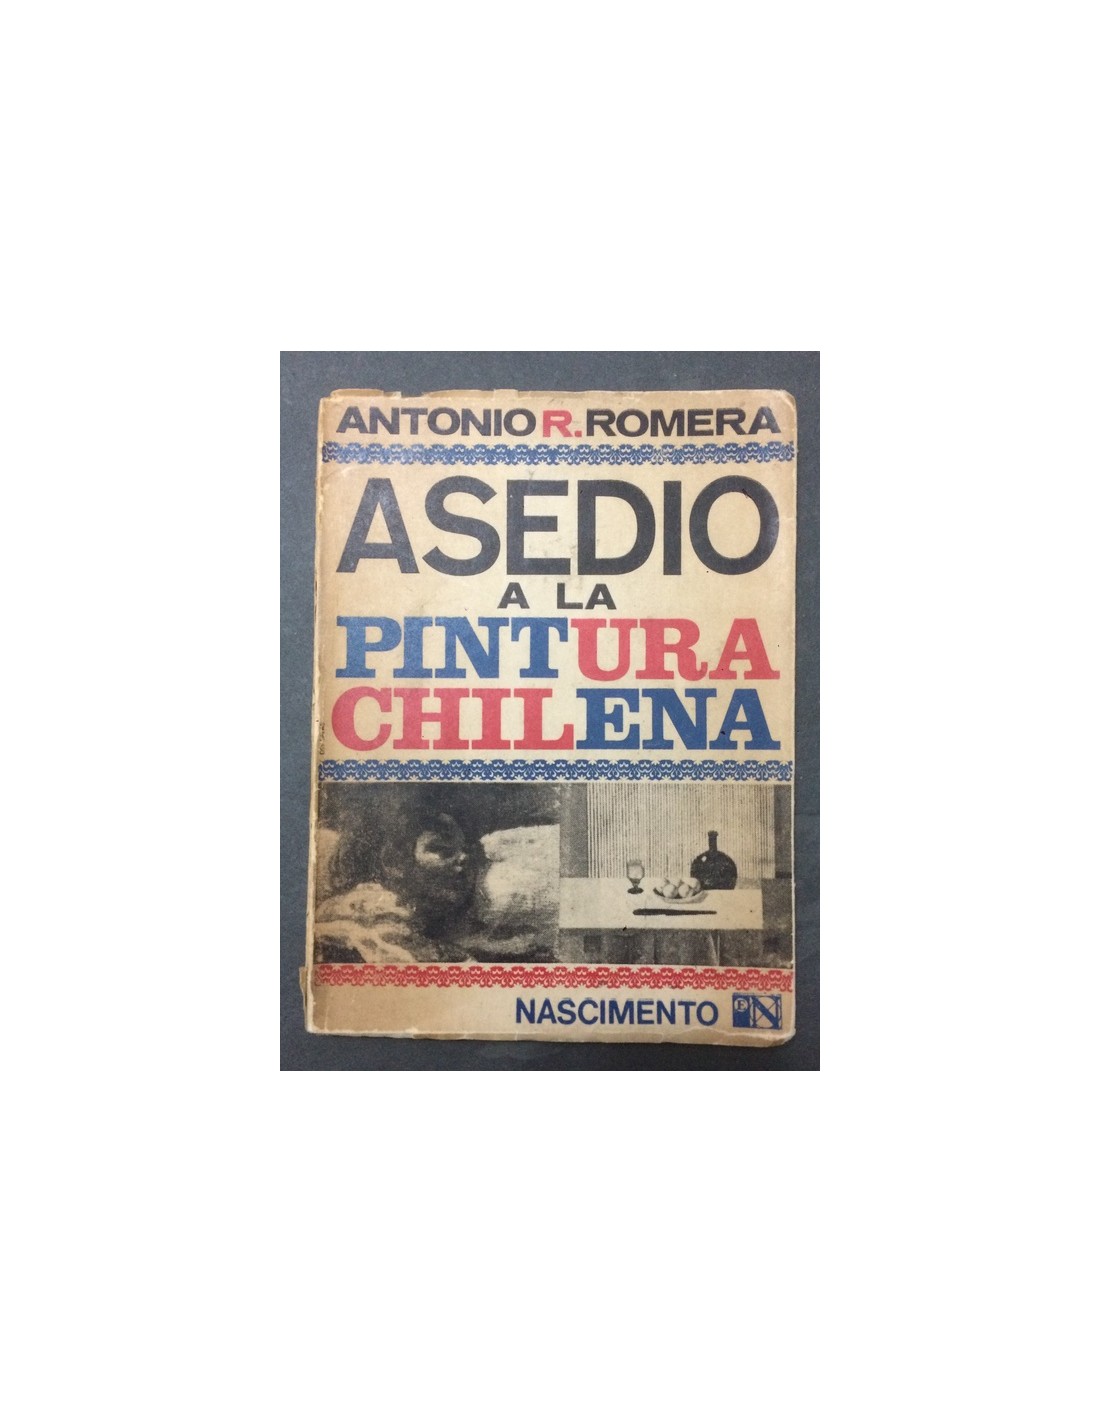 ANTONIO R. ROMERA
ASEDIO
A LA
PINTURA
CHILENA
NASCIMENTO
E N